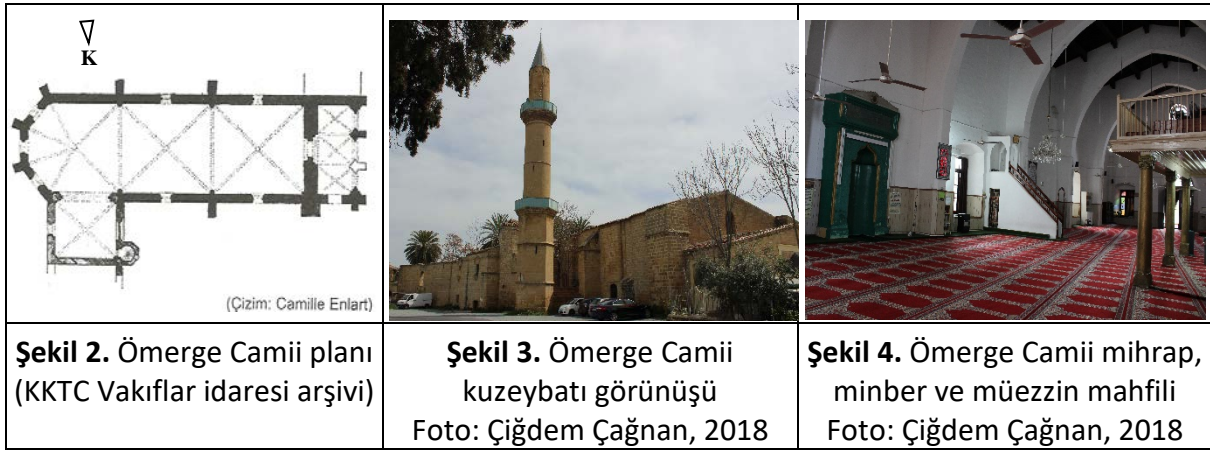 K
(Çizim: Camille Enlart)
Şekil 2. Ömerge Camii planı
(KKTC Vakıflar idaresi arşivi)
Şekil 3. Ömerge Camii
kuzeybatı görünüşü
Foto: Çiğdem Çağnan, 2018
Şekil 4. Ömerge Camii mihrap,
minber ve müezzin mahfili
Foto: Çiğdem Çağnan, 2018